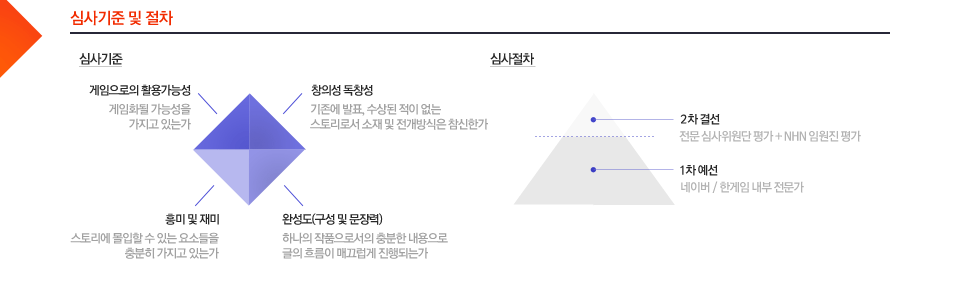 심사기준 및 절차
심사기준
게임으로의 활용가능성
게임화될 가능성을
가지고 있는가
창의성 독창성
기존에 발표, 수상된 적이 없는
스토리로서 소재 및 전개방식은 참신한가
흥미 및 재미
스토리에 몰입할 수 있는 요소들을
충분히 가지고 있는가
완성도(구성 및 문장력)
하나의 작품으로서의 충분한 내용으로
글의 흐름이 매끄럽게 진행되는가
심사절차
2차 결선
전문 심사위원단 평가 + NHN 임원진 평가
1차 예선
네이버 / 한게임 내부 전문가